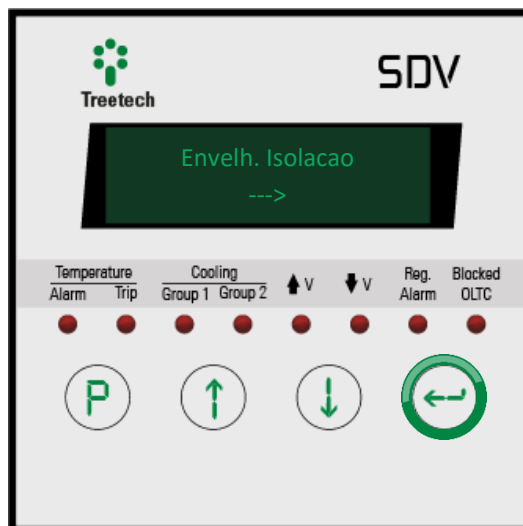 Treetech
SDV
Envelh. Isolacao
--->
Temperature
Alarm Trip
Cooling
Group 1 Group 2
V
V
Reg.
Alarm
Blocked
OLTC
P